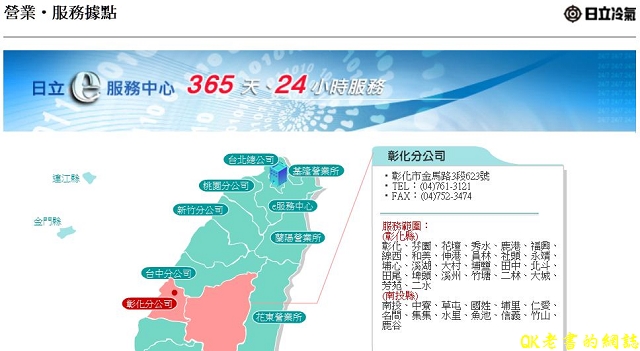 營業‧服務據點
日立冷氣
日立 e 服務中心 365 天、24 小時服務
連江縣
金門縣
台北總公司
基隆營業所
桃園分公司
e服務中心
新竹分公司
蘭陽營業所
台中分公司
彰化分公司
花東營業所
彰化分公司
‧彰化市金馬路3段623號
‧TEL：(04)761-3121
‧FAX：(04)752-3474
服務範圍：
(彰化縣)
彰化、芬園、花壇、秀水、鹿港、福興、
線西、和美、伸港、員林、社頭、永靖、
埔心、溪湖、大村、埔鹽、田中、北斗、
田尾、埤頭、溪州、竹塘、二林、大城、
芳苑、二水
(南投縣)
南投、中寮、草屯、國姓、埔里、仁愛、
名間、集集、水里、魚池、信義、竹山、
鹿谷
QK老書的網誌